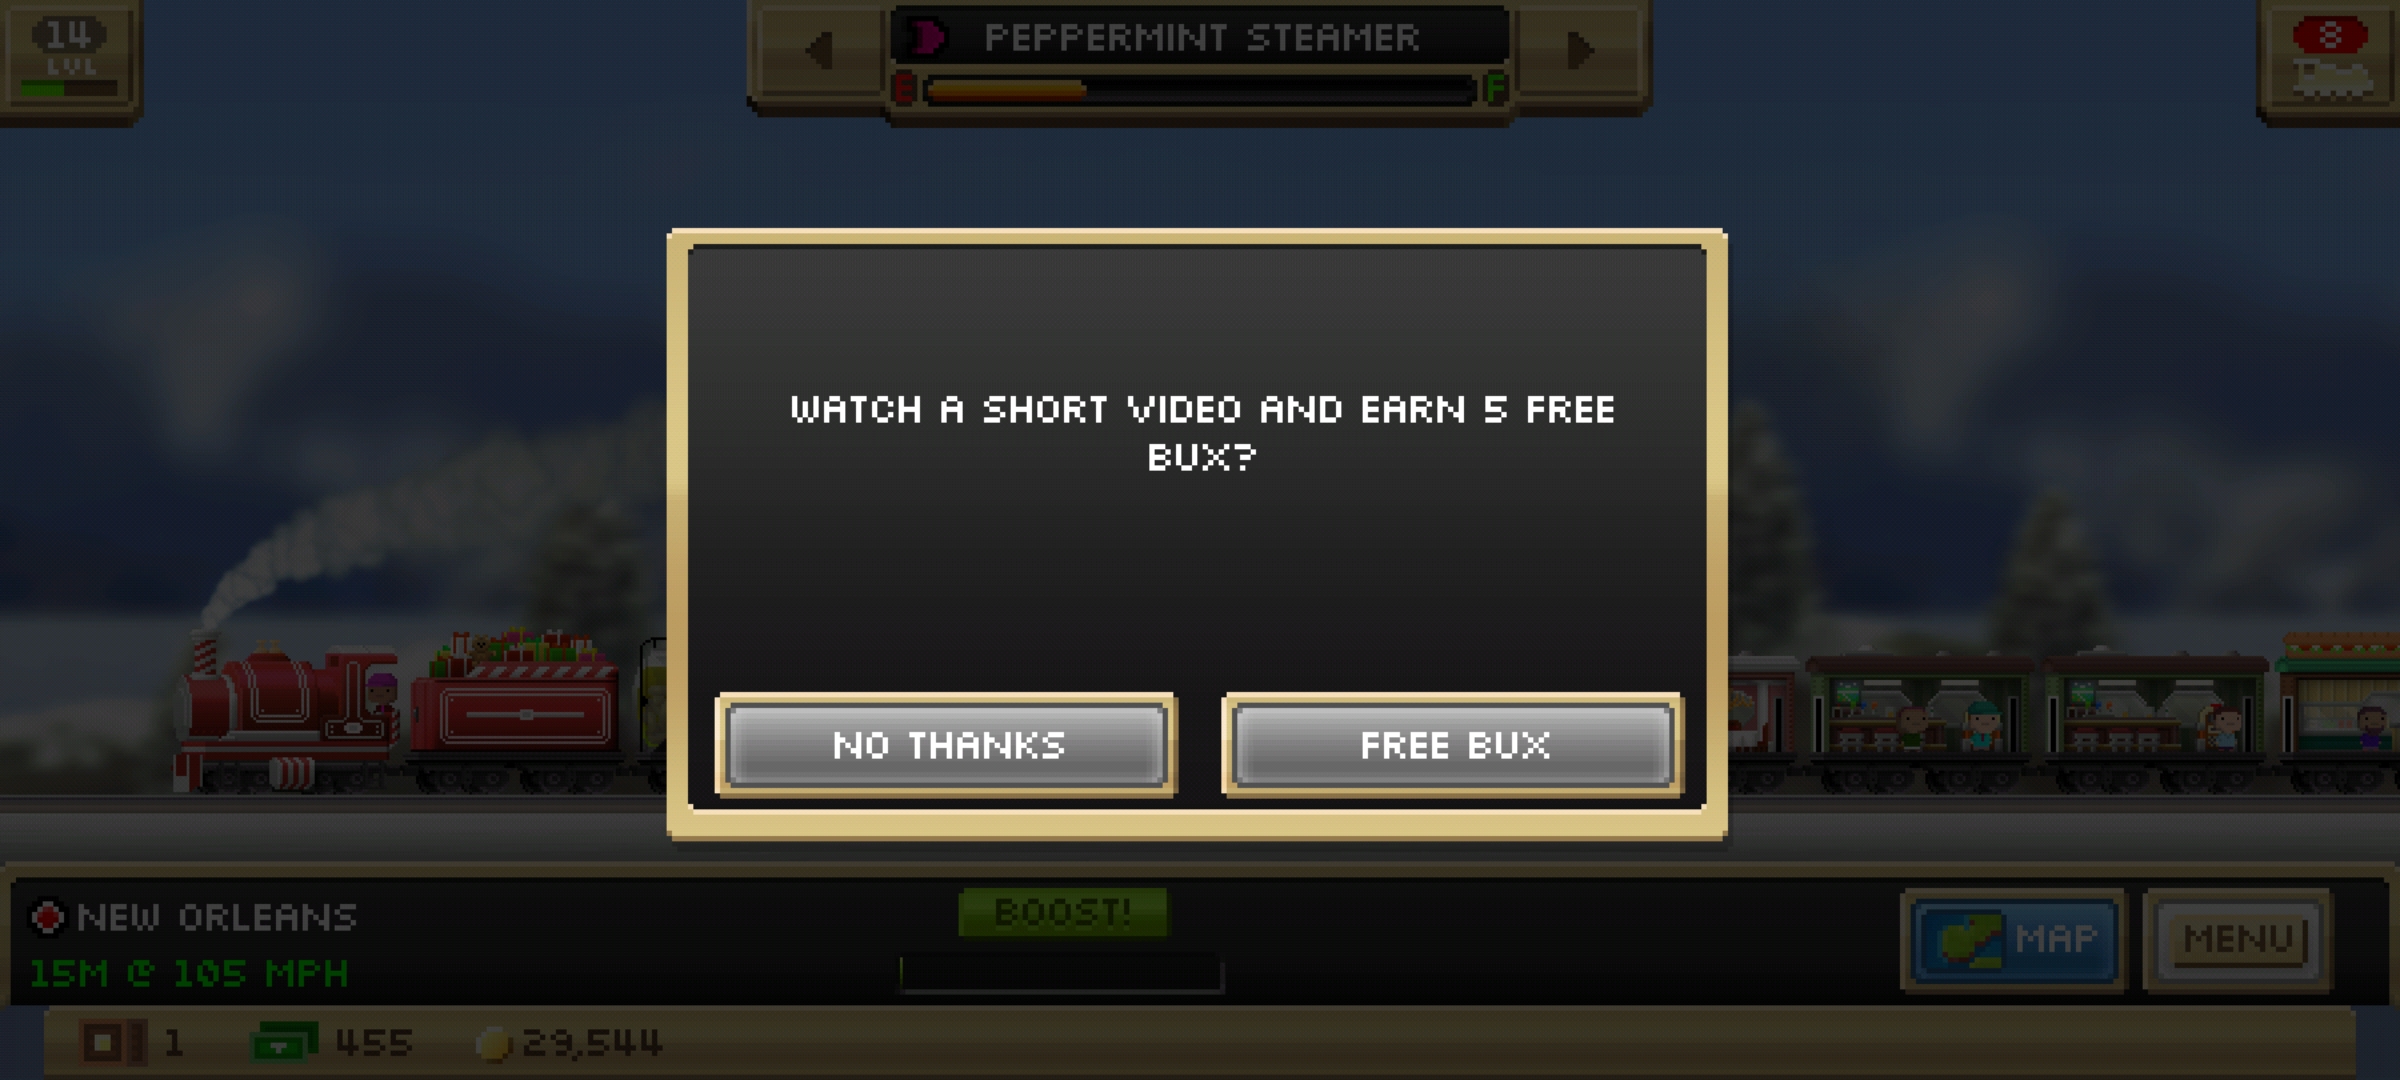 14
LVL
PEPPERMINT STEAMER
E F
8
WATCH A SHORT VIDEO AND EARN 5 FREE
BUX?
NO THANKS
FREE BUX
NEW ORLEANS
15M @ 105 MPH
BOOST!
MAP
MENU
1
455
29,544